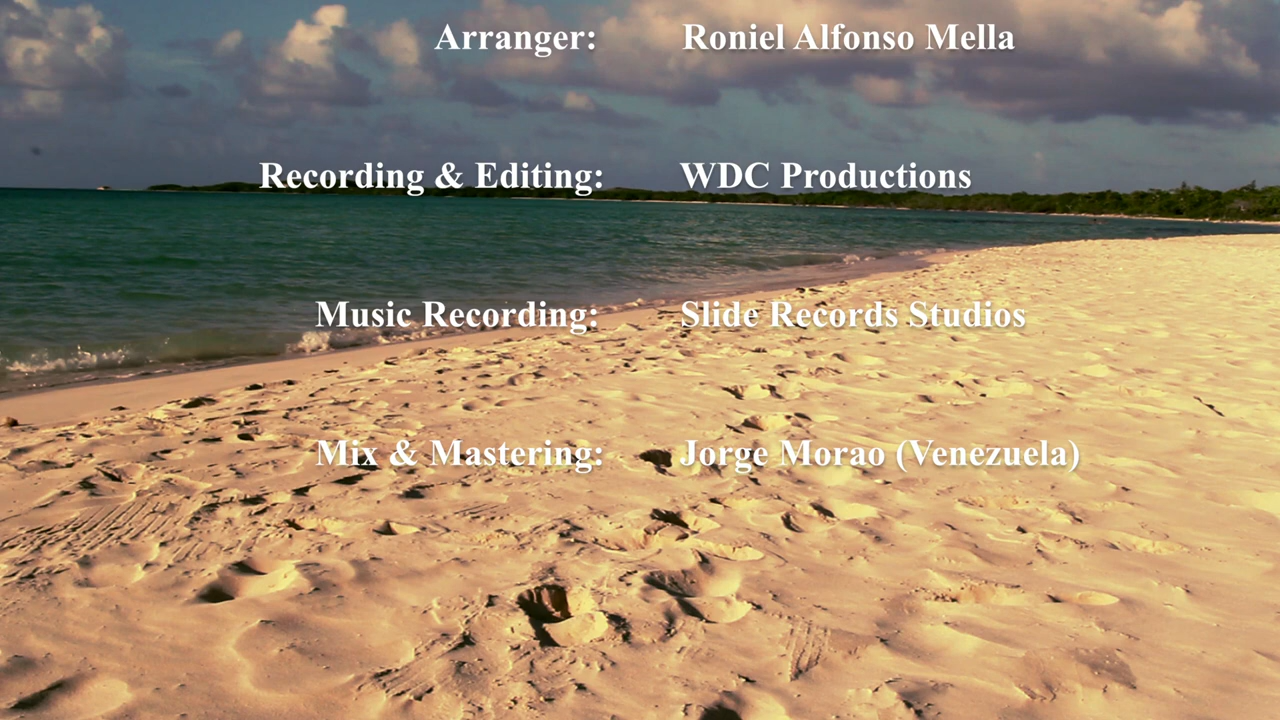 Arranger: Roniel Alfonso Mella
Recording & Editing: WDC Productions
Music Recording: Slide Records Studios
Mix & Mastering: Jorge Morao (Venezuela)